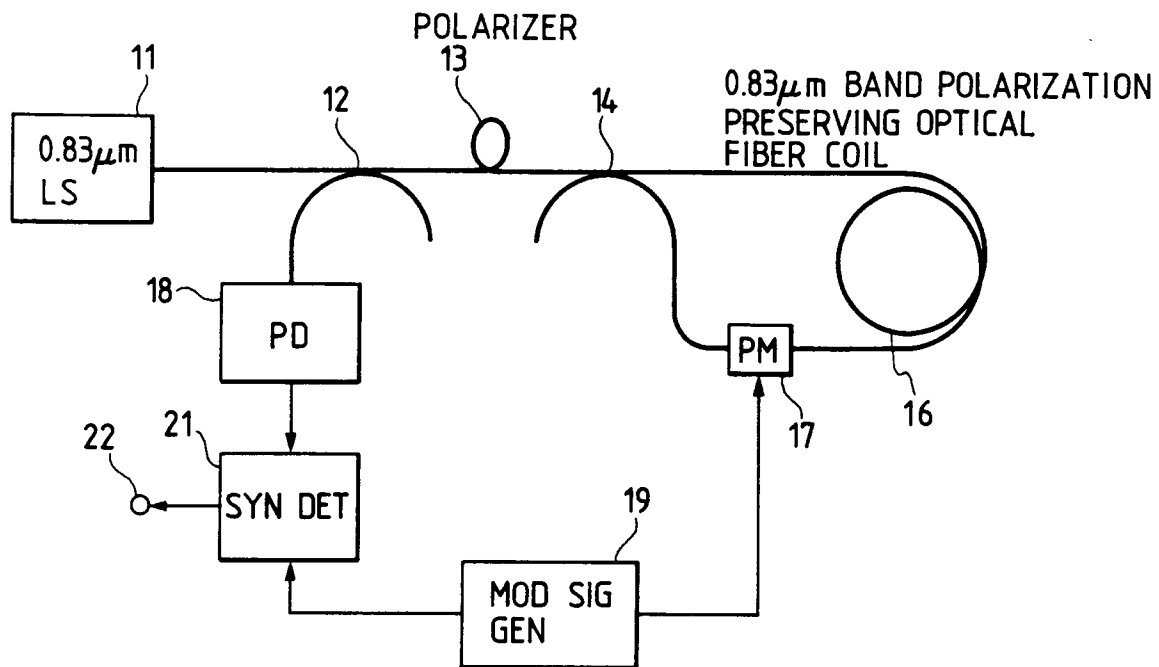 POLARIZER
13
11
12
14
0.83μm BAND POLARIZATION
PRESERVING OPTICAL
FIBER COIL
0.83μm
LS
18
PD
PM
17
16
21
22
SYN DET
19
MOD SIG
GEN